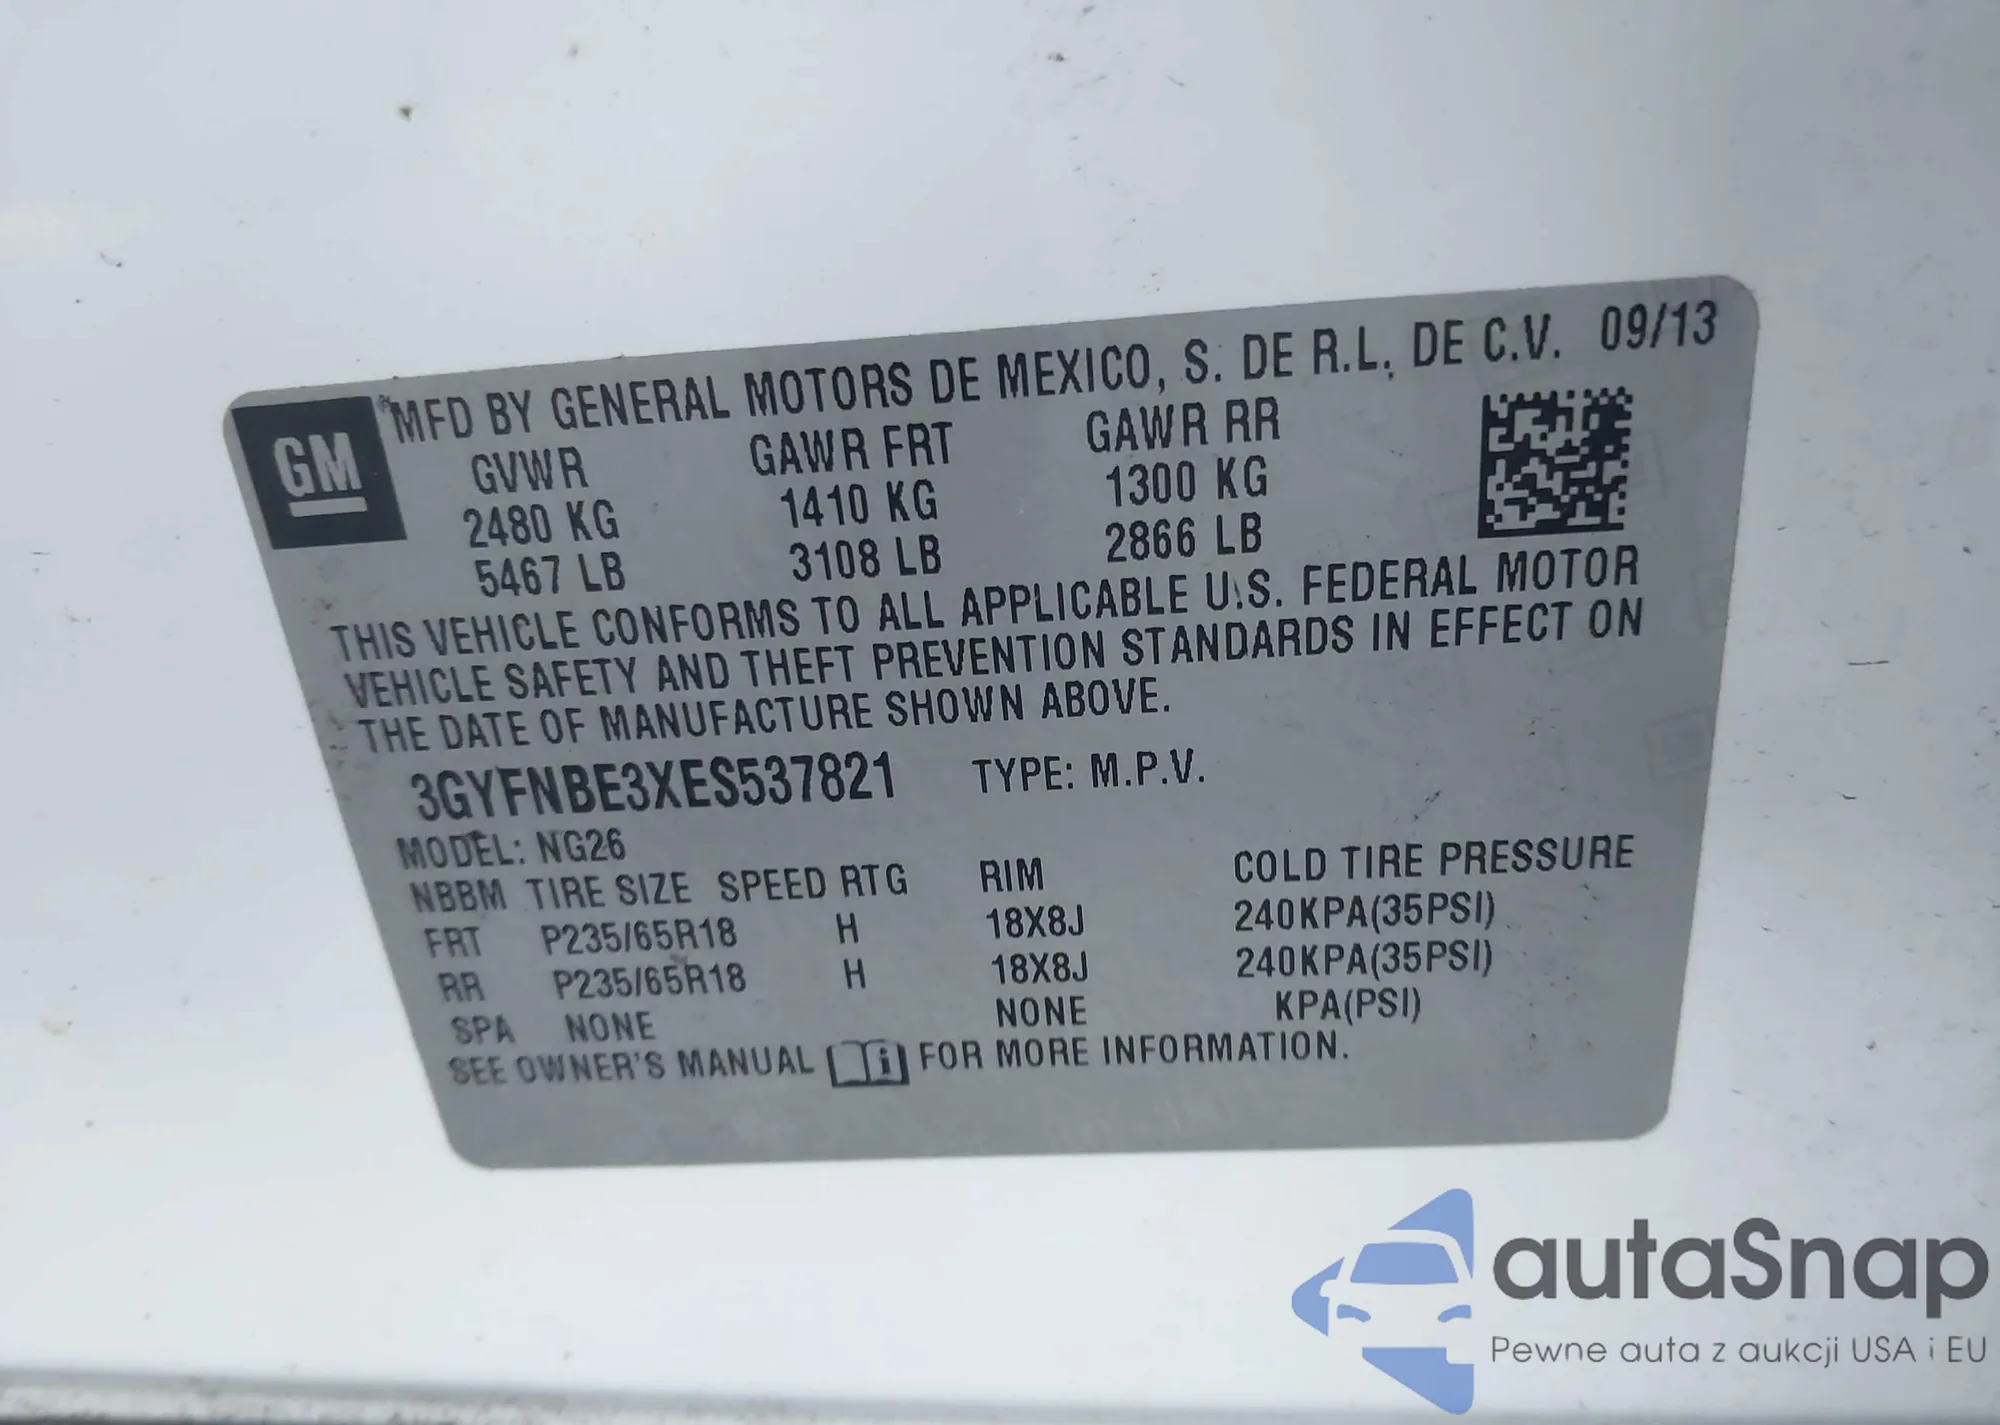 GM
MFD BY GENERAL MOTORS DE MEXICO, S. DE R.L. DE C.V. 09/13
GVWR GAWR FRT GAWR RR
2480 KG 1410 KG 1300 KG
5467 LB 3108 LB 2866 LB
THIS VEHICLE CONFORMS TO ALL APPLICABLE U.S. FEDERAL MOTOR
VEHICLE SAFETY AND THEFT PREVENTION STANDARDS IN EFFECT ON
THE DATE OF MANUFACTURE SHOWN ABOVE.
3GYFNBE3XES537821 TYPE: M.P.V.
MODEL: NG26
NBBM TIRE SIZE SPEED RTG RIM COLD TIRE PRESSURE
FRT P235/65R18 H 18X8J 240KPA(35PSI)
RR P235/65R18 H 18X8J 240KPA(35PSI)
SPA NONE NONE KPA(PSI)
SEE OWNER'S MANUAL FOR MORE INFORMATION.
autaSnap
Pewne auta z aukcji USA i EU